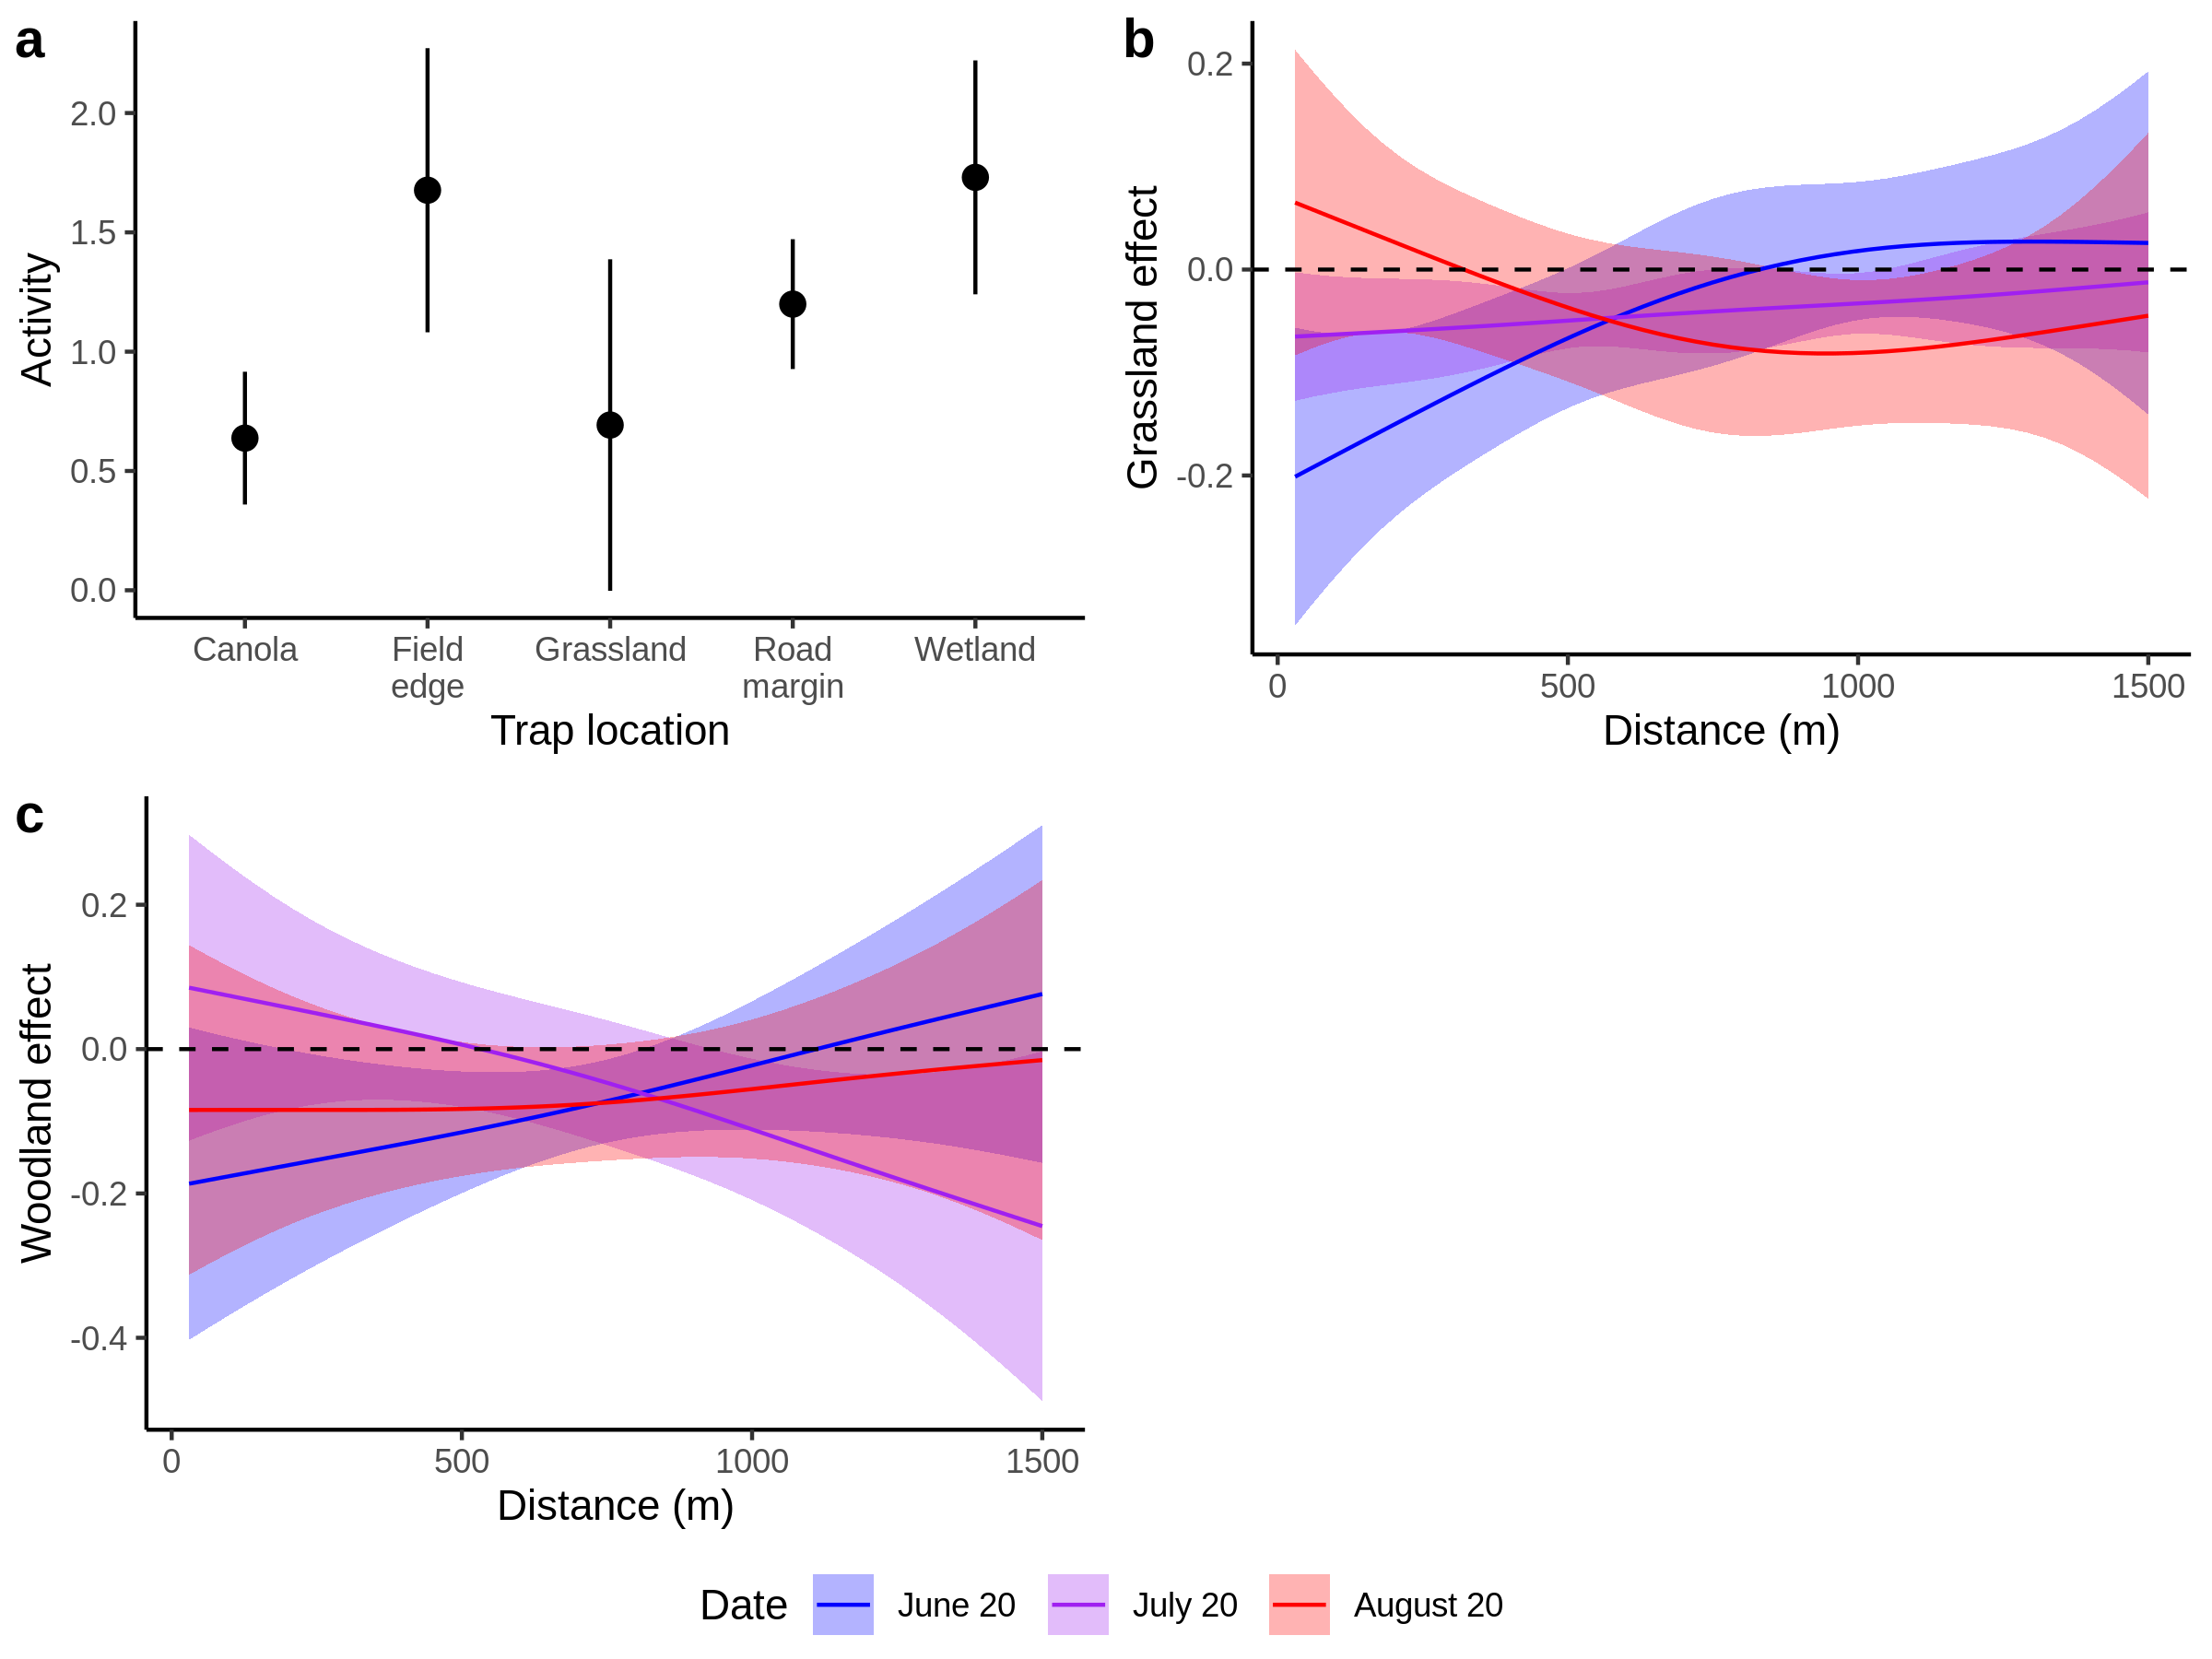 a
Activity
2.0
1.5
1.0
0.5
0.0
Canola
Field
edge
Grassland
Road
margin
Wetland
Trap location
b
Grassland effect
0.2
0.0
-0.2
0
500
1000
1500
Distance (m)
c
Woodland effect
0.2
0.0
-0.2
-0.4
0
500
1000
1500
Distance (m)
Date
June 20
July 20
August 20